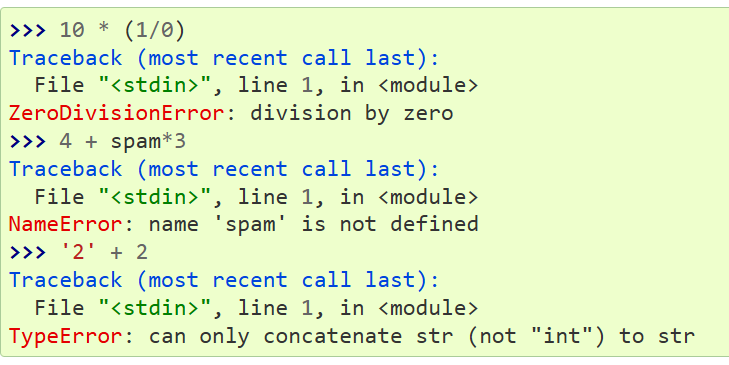 >>> 10 * (1/0)
Traceback (most recent call last):
  File "<stdin>", line 1, in <module>
ZeroDivisionError: division by zero
>>> 4 + spam*3
Traceback (most recent call last):
  File "<stdin>", line 1, in <module>
NameError: name 'spam' is not defined
>>> '2' + 2
Traceback (most recent call last):
  File "<stdin>", line 1, in <module>
TypeError: can only concatenate str (not "int") to str